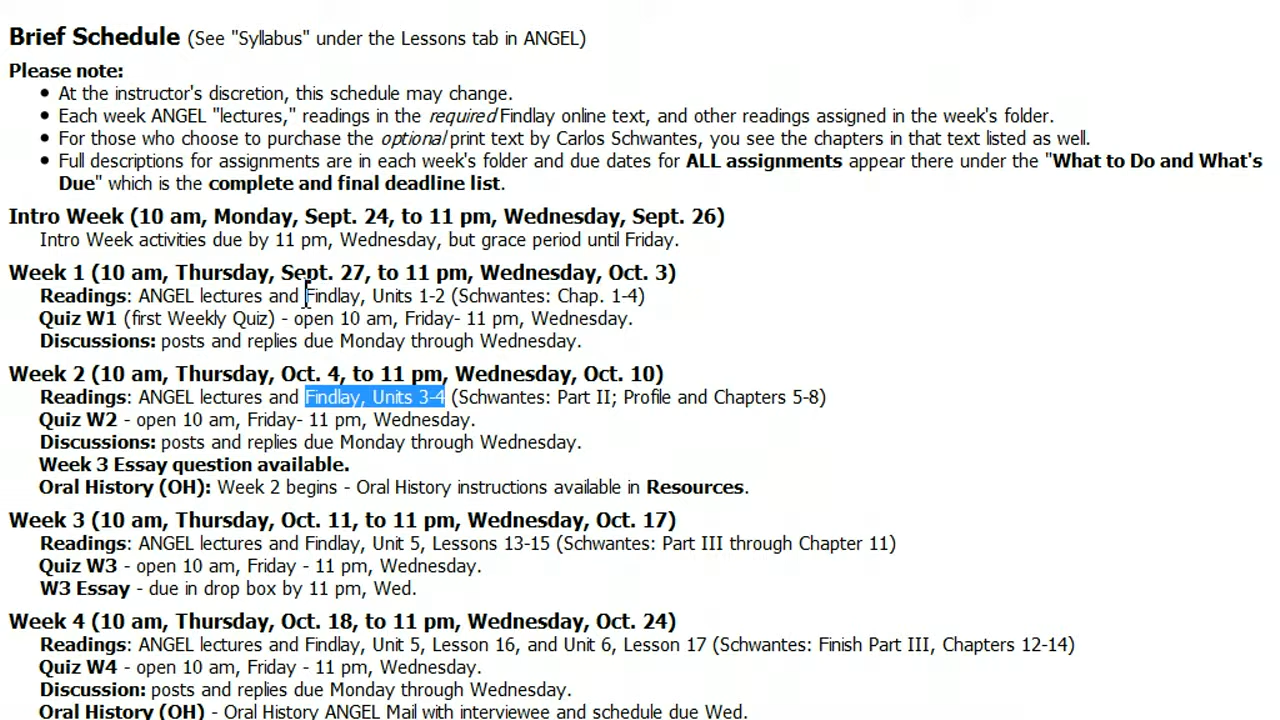 Brief Schedule (See "Syllabus" under the Lessons tab in ANGEL)
Please note:
• At the instructor's discretion, this schedule may change.
• Each week ANGEL "lectures," readings in the required Findlay online text, and other readings assigned in the week's folder.
• For those who choose to purchase the optional print text by Carlos Schwantes, you see the chapters in that text listed as well.
• Full descriptions for assignments are in each week's folder and due dates for ALL assignments appear there under the "What to Do and What's
Due" which is the complete and final deadline list.
Intro Week (10 am, Monday, Sept. 24, to 11 pm, Wednesday, Sept. 26)
Intro Week activities due by 11 pm, Wednesday, but grace period until Friday.
Week 1 (10 am, Thursday, Sept. 27, to 11 pm, Wednesday, Oct. 3)
Readings: ANGEL lectures and Findlay, Units 1-2 (Schwantes: Chap. 1-4)
Quiz W1 (first Weekly Quiz) - open 10 am, Friday- 11 pm, Wednesday.
Discussions: posts and replies due Monday through Wednesday.
Week 2 (10 am, Thursday, Oct. 4, to 11 pm, Wednesday, Oct. 10)
Readings: ANGEL lectures and Findlay, Units 3-4 (Schwantes: Part II; Profile and Chapters 5-8)
Quiz W2 - open 10 am, Friday- 11 pm, Wednesday.
Discussions: posts and replies due Monday through Wednesday.
Week 3 Essay question available.
Oral History (OH): Week 2 begins - Oral History instructions available in Resources.
Week 3 (10 am, Thursday, Oct. 11, to 11 pm, Wednesday, Oct. 17)
Readings: ANGEL lectures and Findlay, Unit 5, Lessons 13-15 (Schwantes: Part III through Chapter 11)
Quiz W3 - open 10 am, Friday - 11 pm, Wednesday.
W3 Essay - due in drop box by 11 pm, Wed.
Week 4 (10 am, Thursday, Oct. 18, to 11 pm, Wednesday, Oct. 24)
Readings: ANGEL lectures and Findlay, Unit 5, Lesson 16, and Unit 6, Lesson 17 (Schwantes: Finish Part III, Chapters 12-14)
Quiz W4 - open 10 am, Friday - 11 pm, Wednesday.
Discussion: posts and replies due Monday through Wednesday.
Oral History (OH) - Oral History ANGEL Mail with interviewee and schedule due Wed.